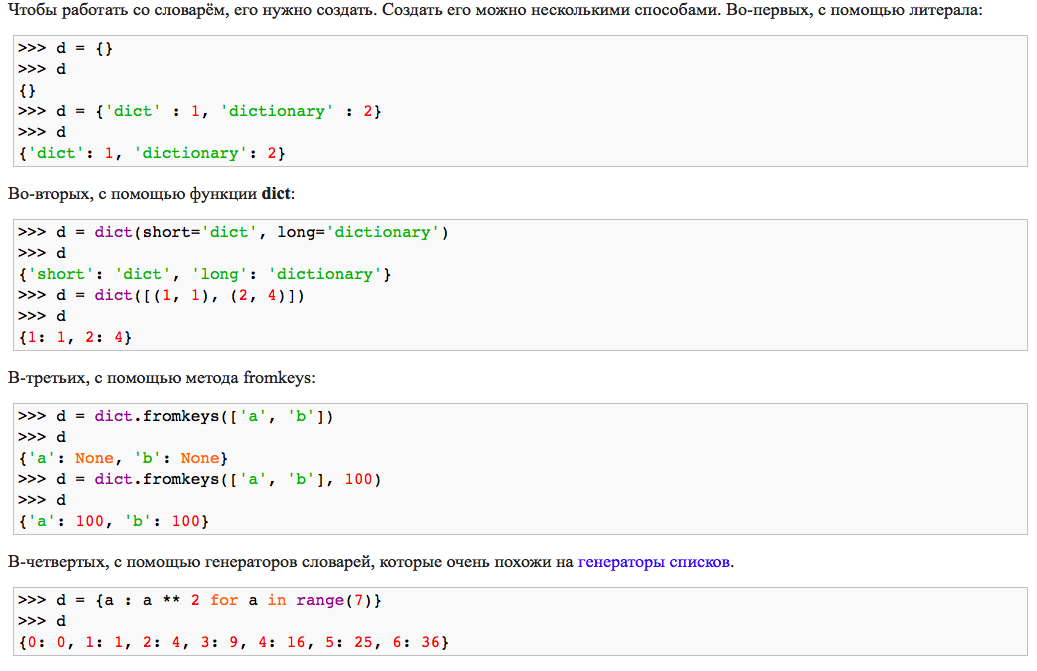 Чтобы работать со словарём, его нужно создать. Создать его можно несколькими способами. Во-первых, с помощью литерала:
>>> d = {}
>>> d
{}
>>> d = {'dict' : 1, 'dictionary' : 2}
>>> d
{'dict': 1, 'dictionary': 2}
Во-вторых, с помощью функции dict:
>>> d = dict(short='dict', long='dictionary')
>>> d
{'short': 'dict', 'long': 'dictionary'}
>>> d = dict([(1, 1), (2, 4)])
>>> d
{1: 1, 2: 4}
В-третьих, с помощью метода fromkeys:
>>> d = dict.fromkeys(['a', 'b'])
>>> d
{'a': None, 'b': None}
>>> d = dict.fromkeys(['a', 'b'], 100)
>>> d
{'a': 100, 'b': 100}
В-четвертых, с помощью генераторов словарей, которые очень похожи на генераторы списков.
>>> d = {a : a ** 2 for a in range(7)}
>>> d
{0: 0, 1: 1, 2: 4, 3: 9, 4: 16, 5: 25, 6: 36}